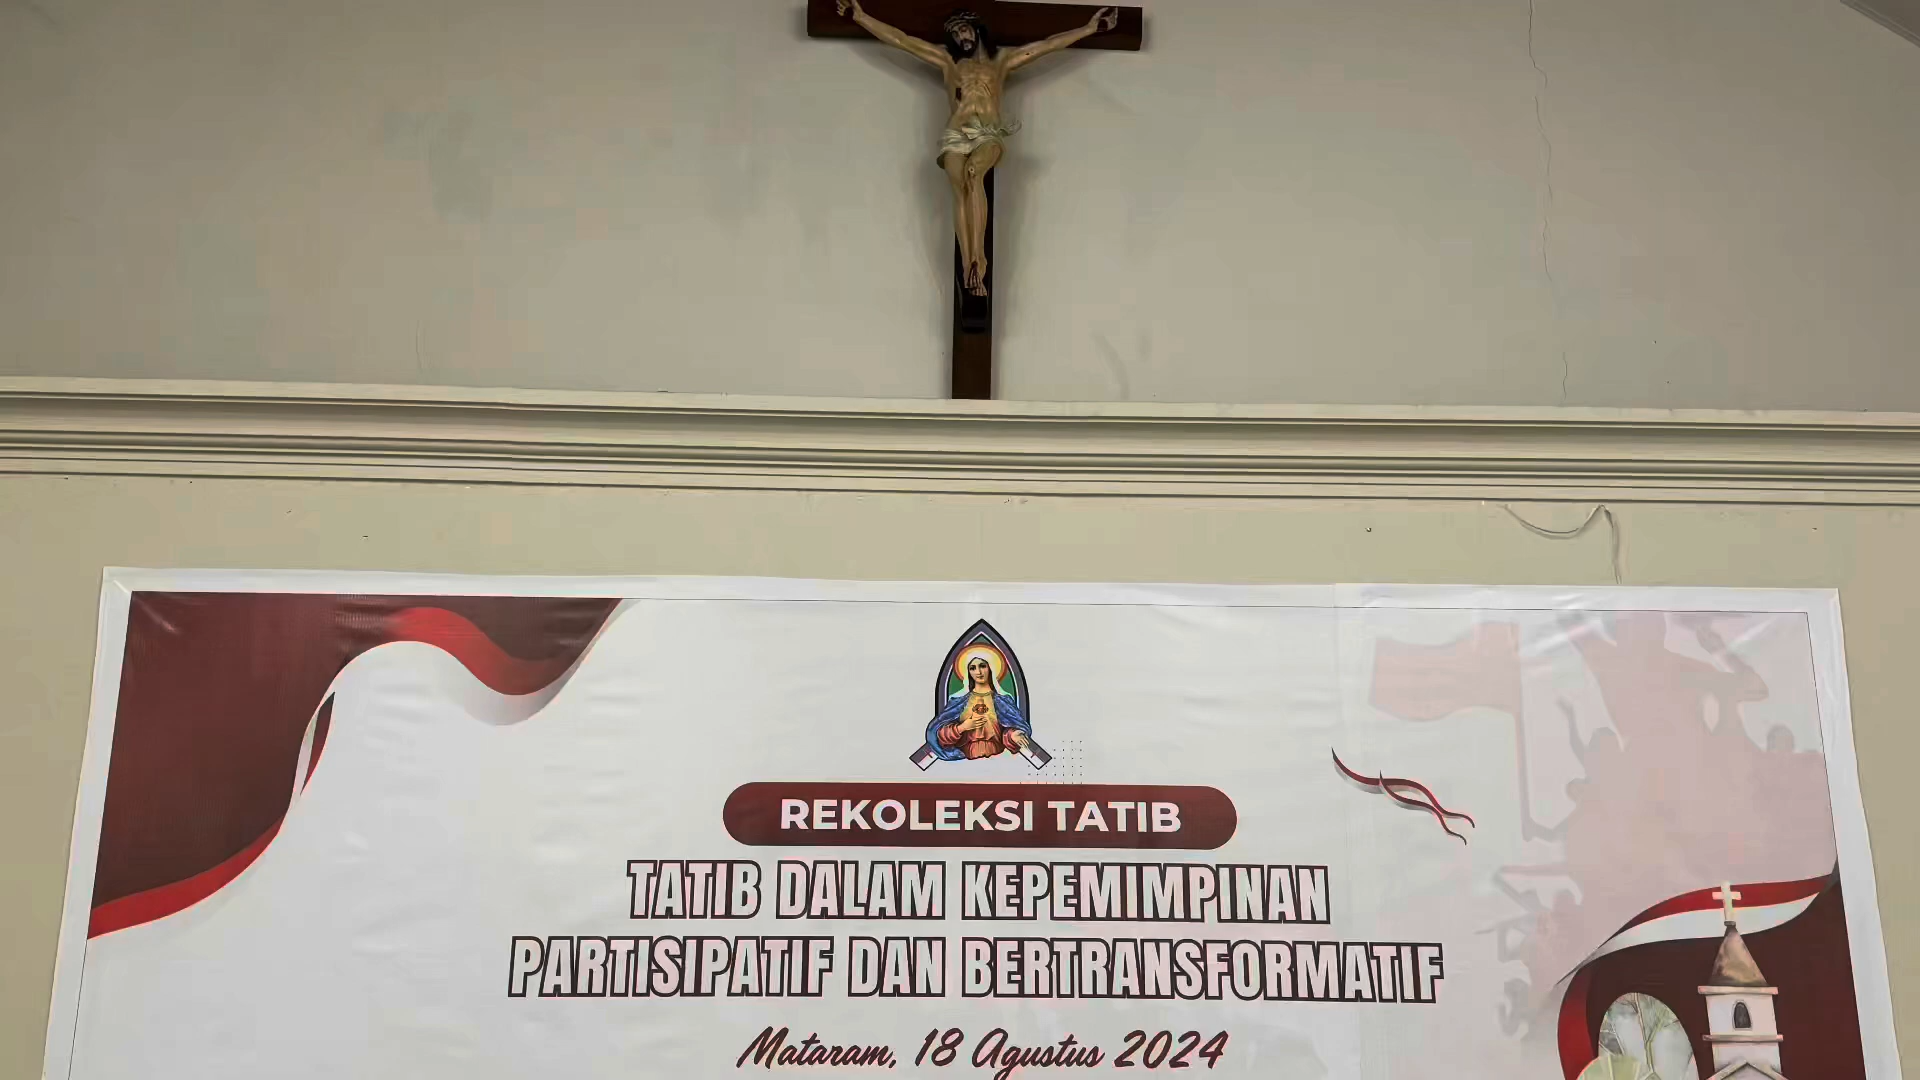 REKOLEKSI TATIB
TATIB DALAM KEPEMIMPINAN
PARTISIPATIF DAN BERTRANSFORMATIF
Mataram, 18 Agustus 2024